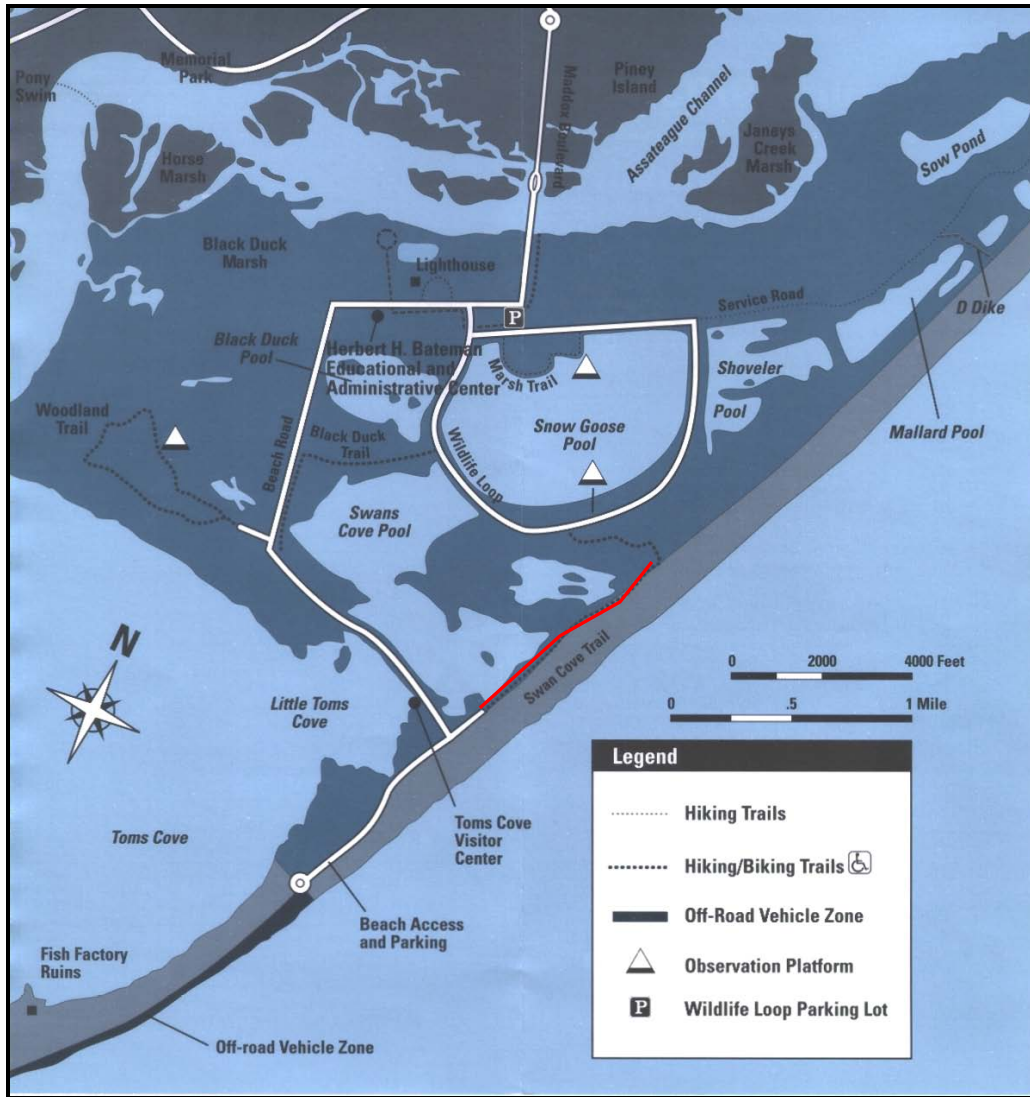 Memorial
Park
Pony
Swim
Piney
Island
Maddox Boulevard
Assateague Channel
Janeys
Creek
Marsh
Horse
Marsh
Sow Pond
Black Duck
Marsh
Lighthouse
Service Road
D Dike
P
Black Duck
Pool
Herbert H. Bateman
Educational and
Administrative Center
Marsh Trail
Shoveler
Pool
Woodland
Trail
Snow Goose
Pool
Mallard Pool
Beach Road
Black Duck
Trail
Wildlife Loop
Swans
Cove Pool
N
Swan Cove Trail
0 2000 4000 Feet
0 .5 1 Mile
Little Toms
Cove
Toms Cove
Toms Cove
Visitor
Center
Beach Access
and Parking
Fish Factory
Ruins
Off-road Vehicle Zone
Legend
Hiking Trails
Hiking/Biking Trails
Off-Road Vehicle Zone
Observation Platform
P Wildlife Loop Parking Lot